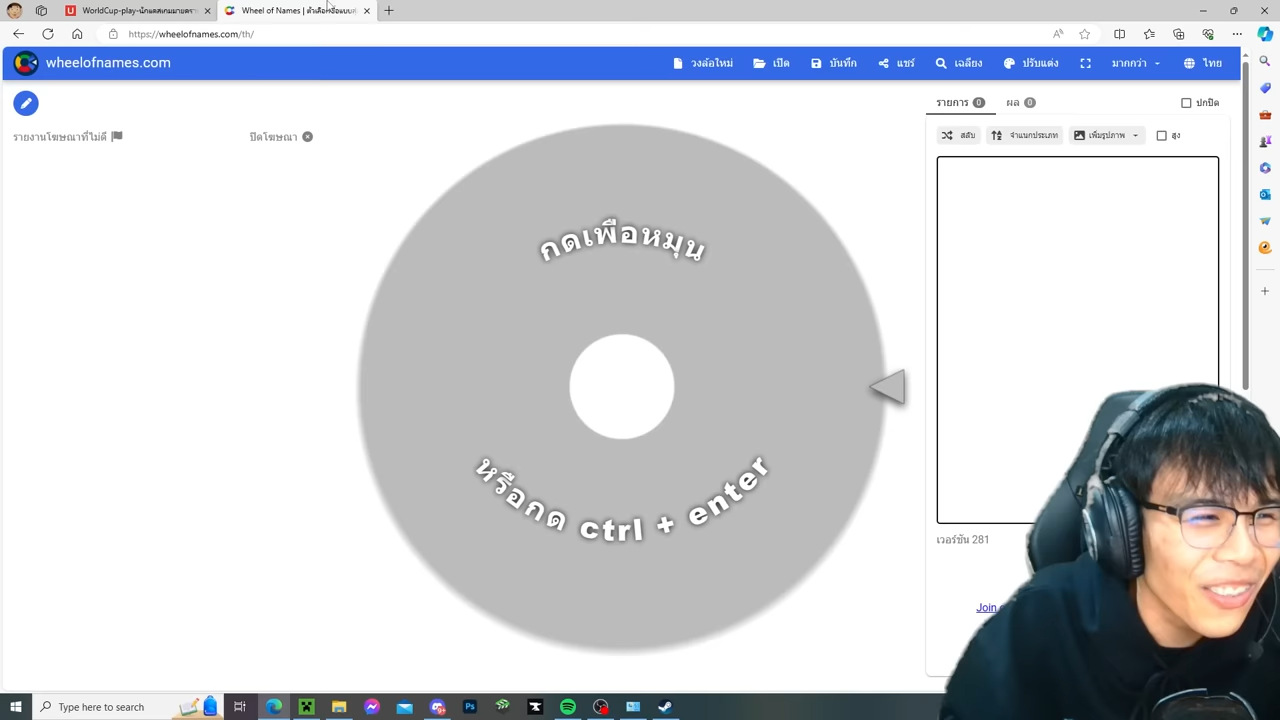 WorldCup-play-นักแคสเกมมายครา
Wheel of Names | ตัวเลือกชื่อแบบสุ่ม
https://wheelofnames.com/th/
wheelofnames.com
วงล้อใหม่
เปิด
บันทึก
แชร์
เฉลียง
ปรับแต่ง
มากกว่า
ไทย
รายงานโฆษณาที่ไม่ดี
ปิดโฆษณา
รายการ 0
ผล 0
ปกปิด
สลับ
จำแนกประเภท
เพิ่มรูปภาพ
สูง
กดเพื่อหมุน
หรือกด ctrl + enter
เวอร์ชัน 281
Join
Type here to search